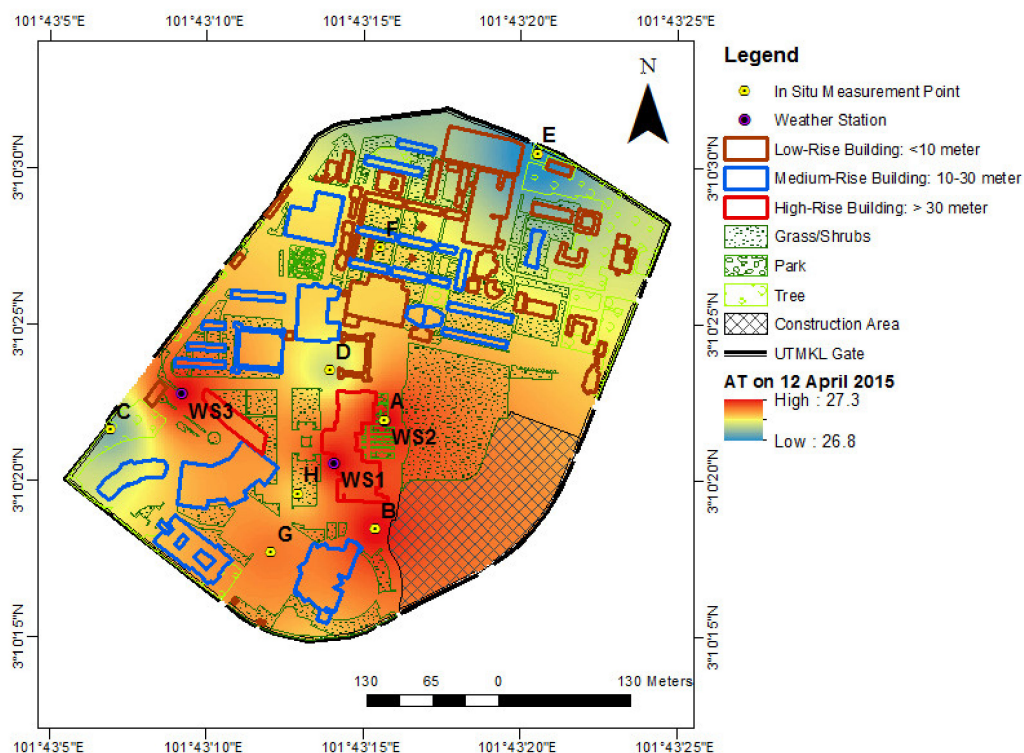 101°43'5"E 101°43'10"E 101°43'15"E 101°43'20"E 101°43'25"E
N
Legend
In Situ Measurement Point
Weather Station
Low-Rise Building: <10 meter
Medium-Rise Building: 10-30 meter
High-Rise Building: > 30 meter
Grass/Shrubs
Park
Tree
Construction Area
UTMKL Gate
AT on 12 April 2015
High : 27.3
Low : 26.8
3°10'30"N 3°10'30"N
3°10'25"N 3°10'25"N
3°10'20"N 3°10'20"N
3°10'15"N 3°10'15"N
E
F
D
A
C
WS3
WS2
H
WS1
B
G
130 65 0 130 Meters
101°43'5"E 101°43'10"E 101°43'15"E 101°43'20"E 101°43'25"E